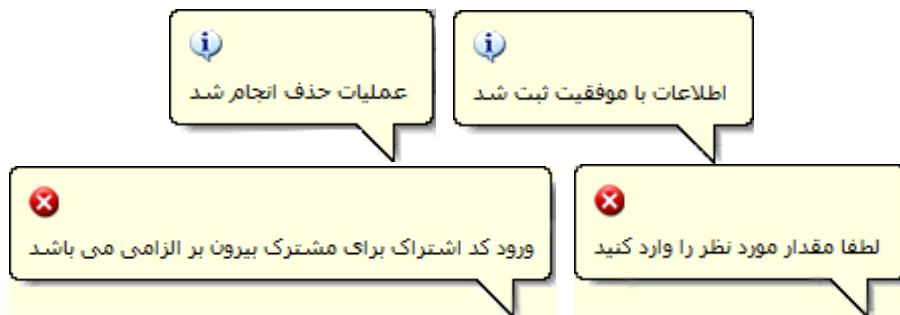 اطلاعات با موفقیت ثبت شد
عملیات حذف انجام شد
لطفا مقدار مورد نظر را وارد کنید
ورود کد اشتراک برای مشترک بیرون بر الزامی می باشد